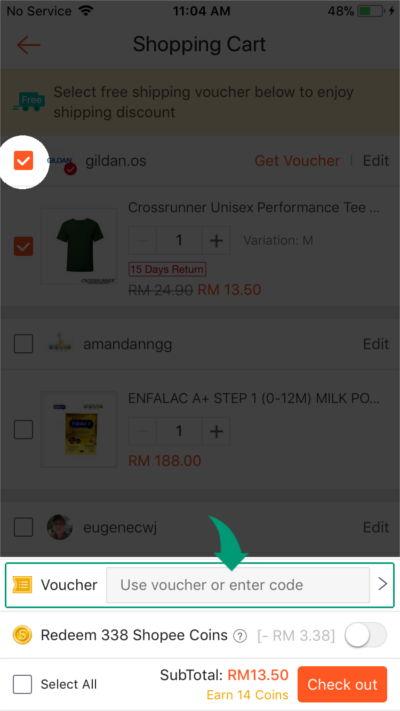 No Service 11:04 AM 48%
Shopping Cart
Free
Select free shipping voucher below to enjoy
shipping discount
GILDAN
gildan.os Get Voucher | Edit
Crossrunner Unisex Performance Tee ...
− 1 + Variation: M
CROSSRUNNER
15 Days Return
RM 24.90 RM 13.50
amandanngg Edit
ENFALAC A+ STEP 1 (0-12M) MILK PO...
− 1 +
RM 188.00
eugenecwj Edit
Voucher Use voucher or enter code >
Redeem 338 Shopee Coins ? [- RM 3.38]
Select All
SubTotal: RM13.50
Earn 14 Coins
Check out